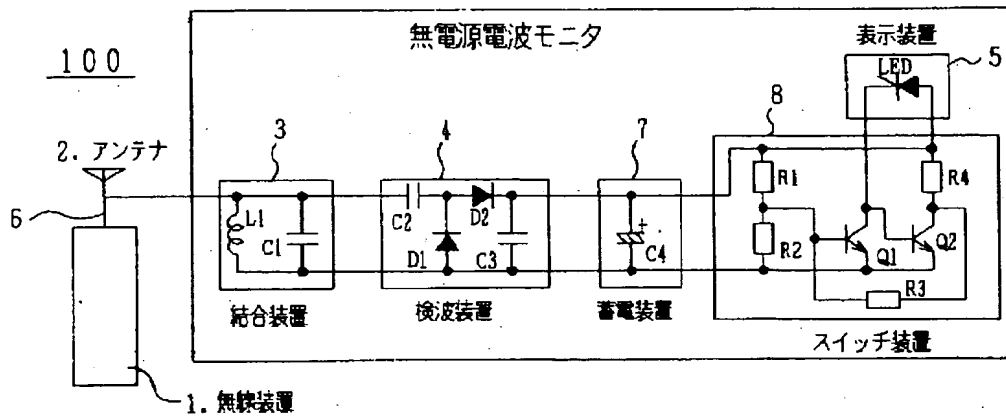 無電源電波モニタ
表示装置
100
LED
5
8
3
4
7
2. アンテナ
6
L1
C1
C2
D2
D1
C3
C4
R1
R2
R4
Q1
Q2
R3
結合装置
検波装置
蓄電装置
スイッチ装置
1. 無線装置